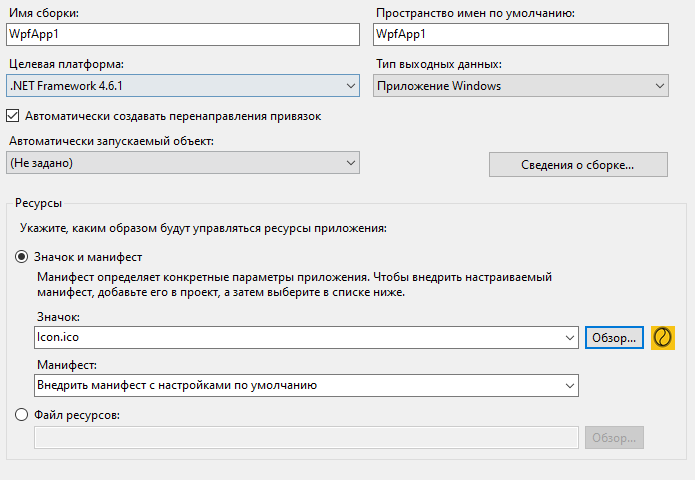 Имя сборки:
Пространство имен по умолчанию:
WpfApp1
WpfApp1
Целевая платформа:
Тип выходных данных:
.NET Framework 4.6.1
Приложение Windows
Автоматически создавать перенаправления привязок
Автоматически запускаемый объект:
(Не задано)
Сведения о сборке...
Ресурсы
Укажите, каким образом будут управляться ресурсы приложения:
Значок и манифест
Манифест определяет конкретные параметры приложения. Чтобы внедрить настраиваемый
манифест, добавьте его в проект, а затем выберите в списке ниже.
Значок:
Icon.ico
Обзор...
Манифест:
Внедрить манифест с настройками по умолчанию
Файл ресурсов:
Обзор...